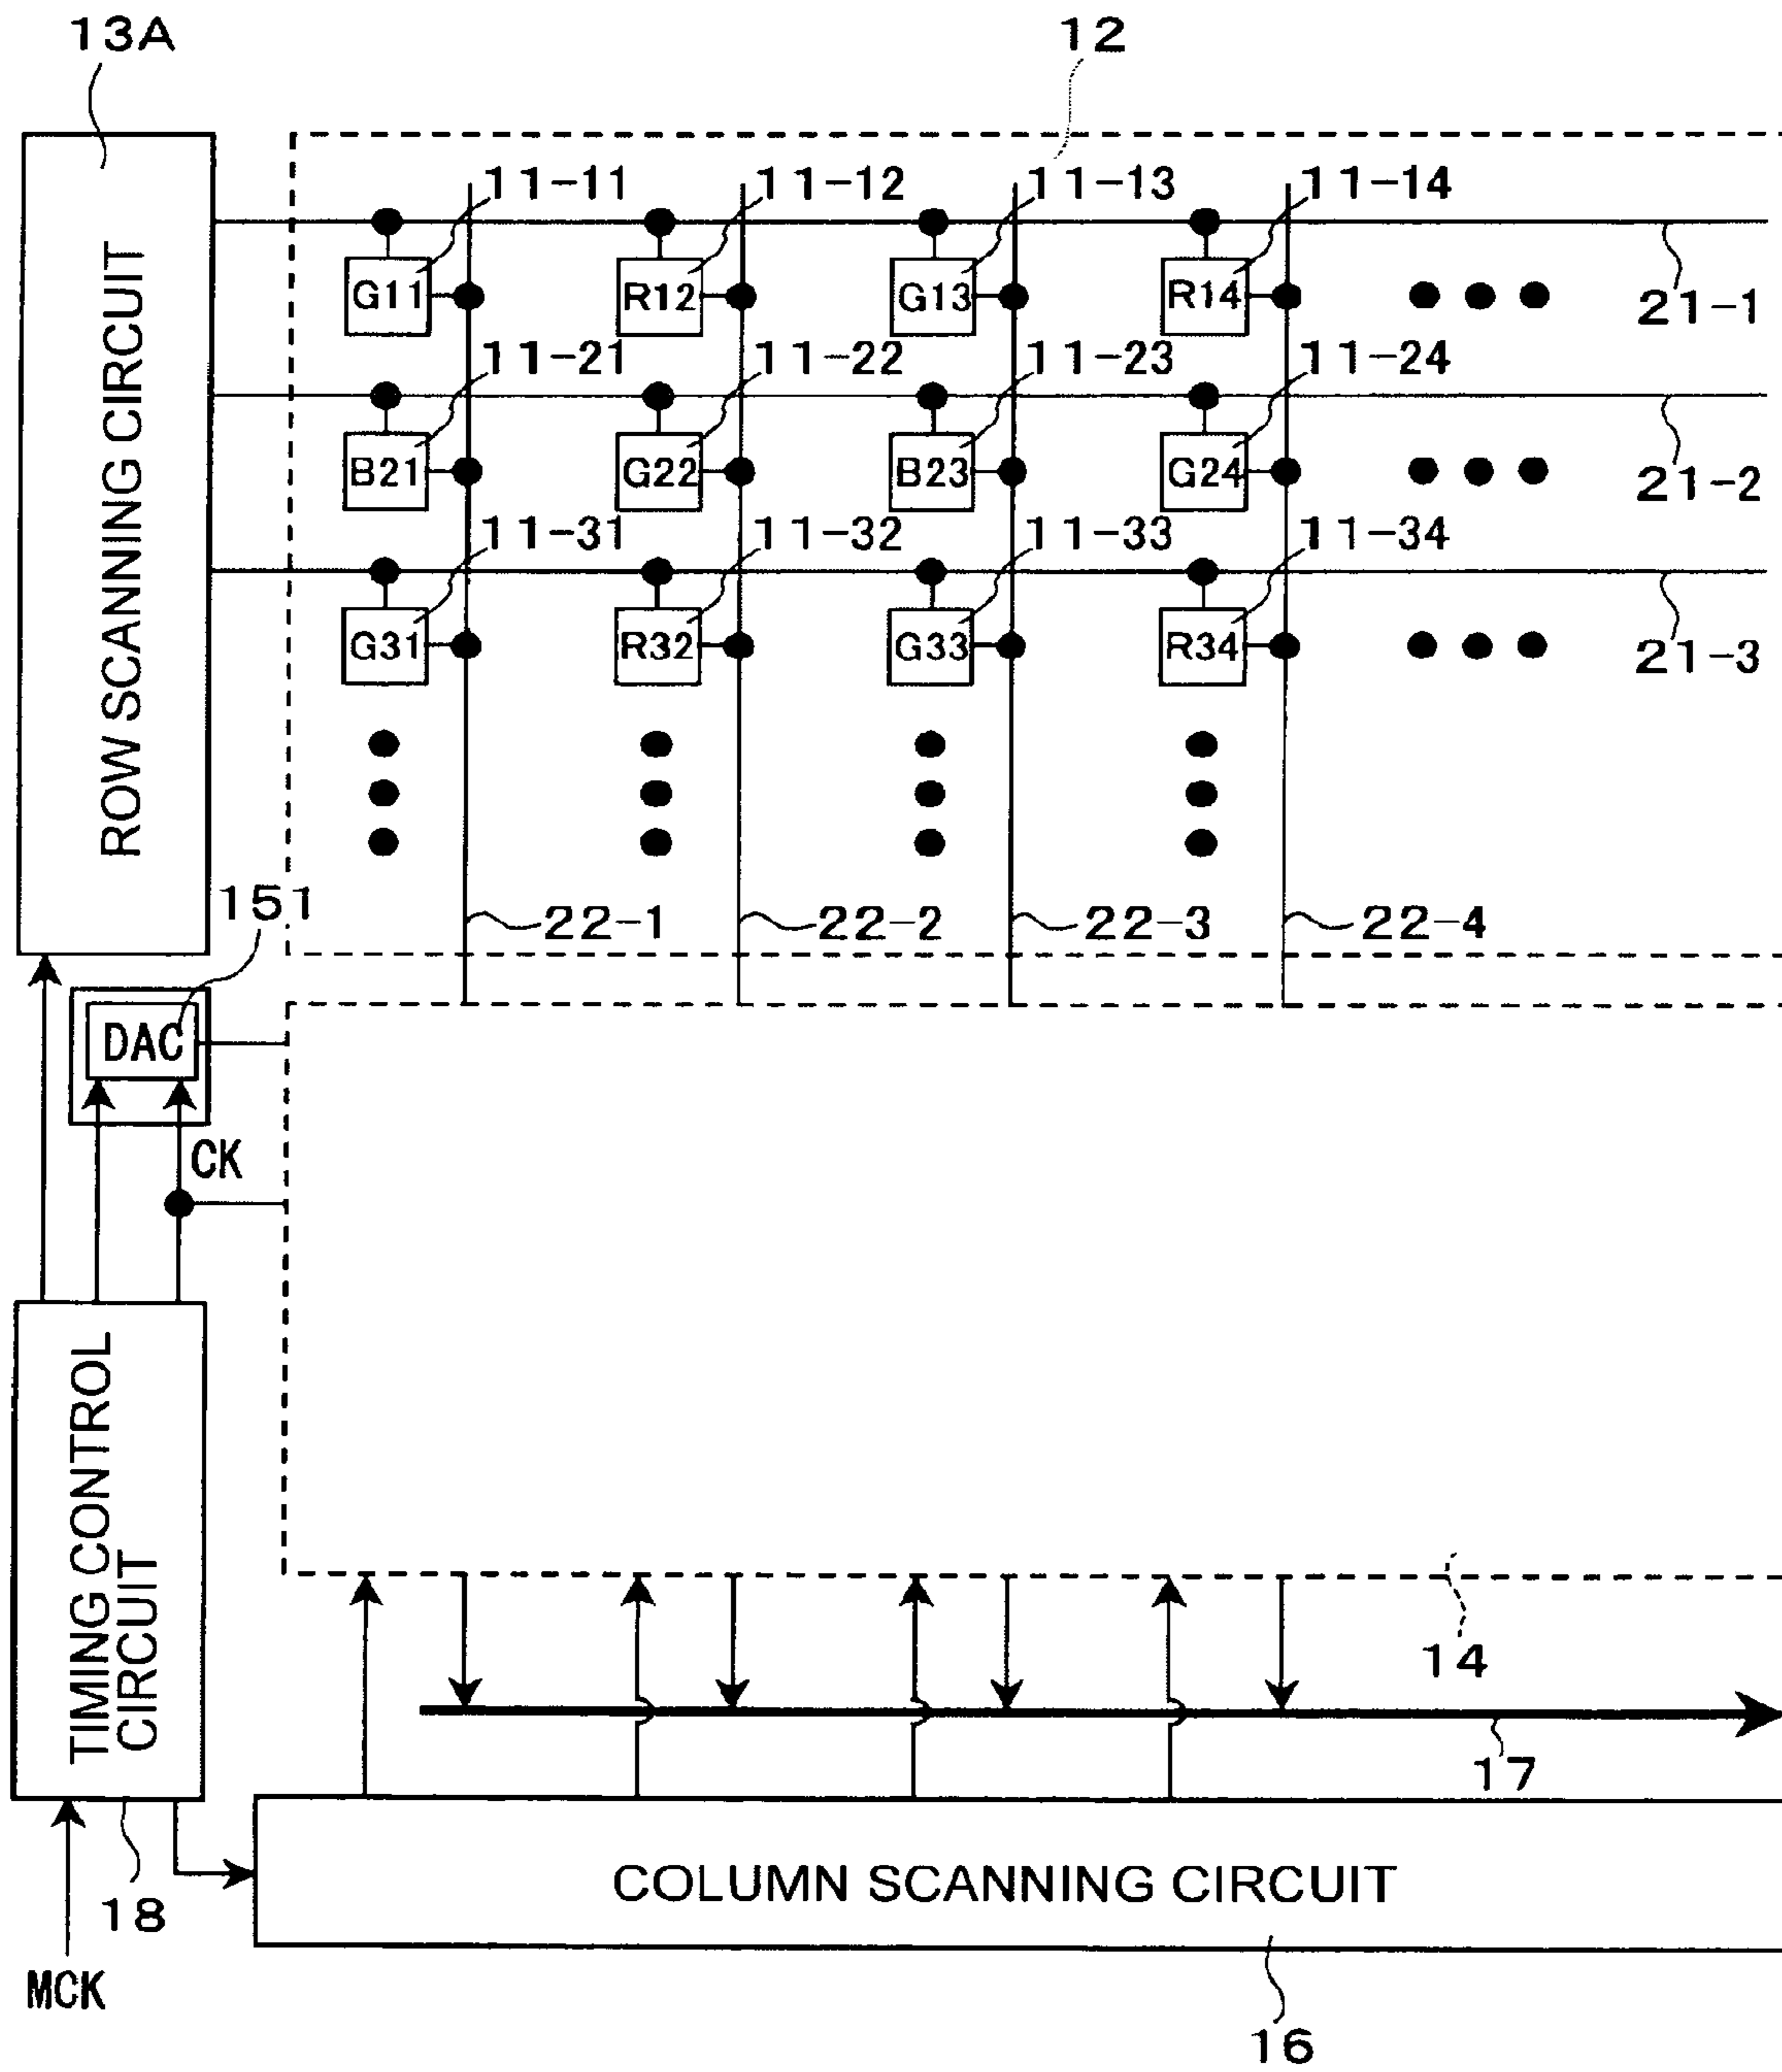 13A
12
11-11
11-12
11-13
11-14
G11
R12
G13
R14
21-1
11-21
11-22
11-23
11-24
B21
G22
B23
G24
21-2
11-31
11-32
11-33
11-34
G31
R32
G33
R34
21-3
ROW SCANNING CIRCUIT
151
22-1
22-2
22-3
22-4
DAC
CK
TIMING CONTROL
CIRCUIT
14
17
18
COLUMN SCANNING CIRCUIT
MCK
16